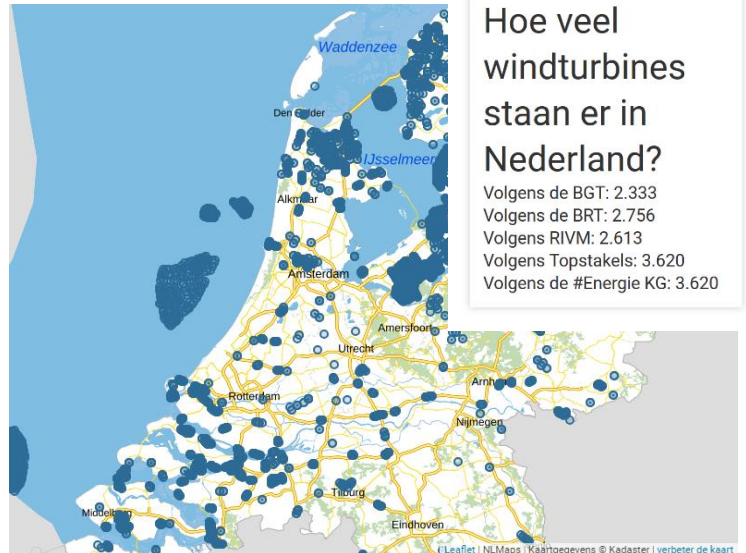 Hoe veel
windturbines
staan er in
Nederland?
Volgens de BGT: 2.333
Volgens de BRT: 2.756
Volgens RIVM: 2.613
Volgens Topstakels: 3.620
Volgens de #Energie KG: 3.620
Waddenzee
Den Helder
IJsselmeer
Alkmaar
Amsterdam
Amersfoort
Utrecht
Arnhem
Rotterdam
Nijmegen
Tilburg
Middelburg
Eindhoven
Leaflet | NLMaps | Kaartgegevens © Kadaster | verbeter de kaart